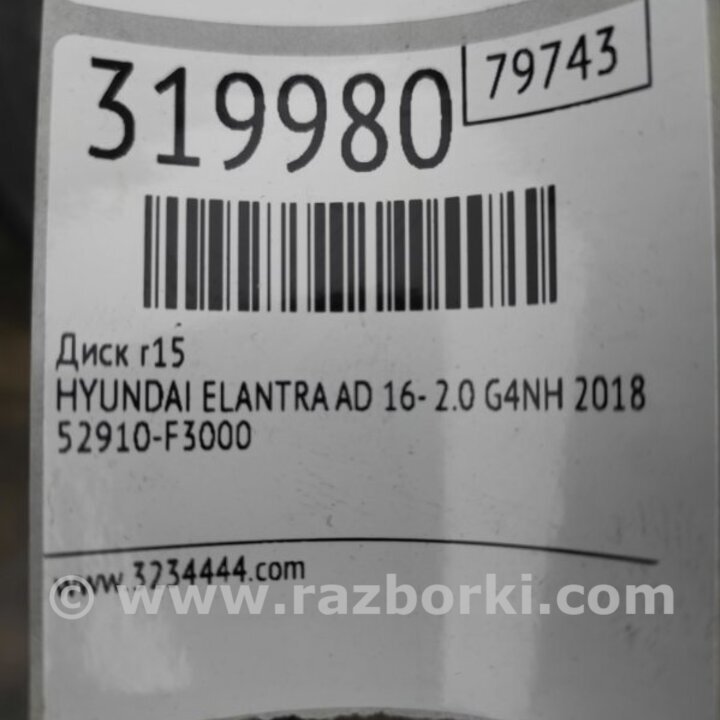 319980
79743
Диск r15
HYUNDAI ELANTRA AD 16- 2.0 G4NH 2018
52910-F3000
www.3234444.com
© www.razborki.com